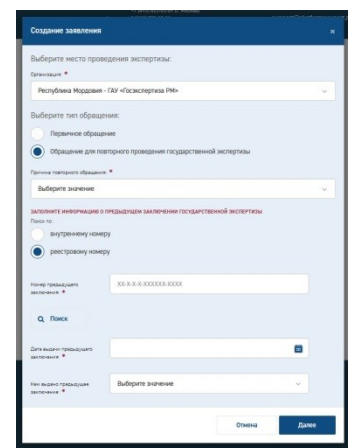 Создание заявления
×
Выберите место проведения экспертизы:
Организация *
Республика Мордовия - ГАУ «Госэкспертиза РМ»
Выберите тип обращения:
Первичное обращение
Обращение для повторного проведения государственной экспертизы
Причина повторного обращения *
Выберите значение
ЗАПОЛНИТЕ ИНФОРМАЦИЮ О ПРЕДЫДУЩЕМ ЗАКЛЮЧЕНИИ ГОСУДАРСТВЕННОЙ ЭКСПЕРТИЗЫ
Поиск по:
внутреннему номеру
реестровому номеру
Номер предыдущего
заключения *
XX-X-X-X-XXXXXX-XXXX
Поиск
Дата выдачи предыдущего
заключения *
Кем выдано предыдущее
заключение *
Выберите значение
Отмена
Далее